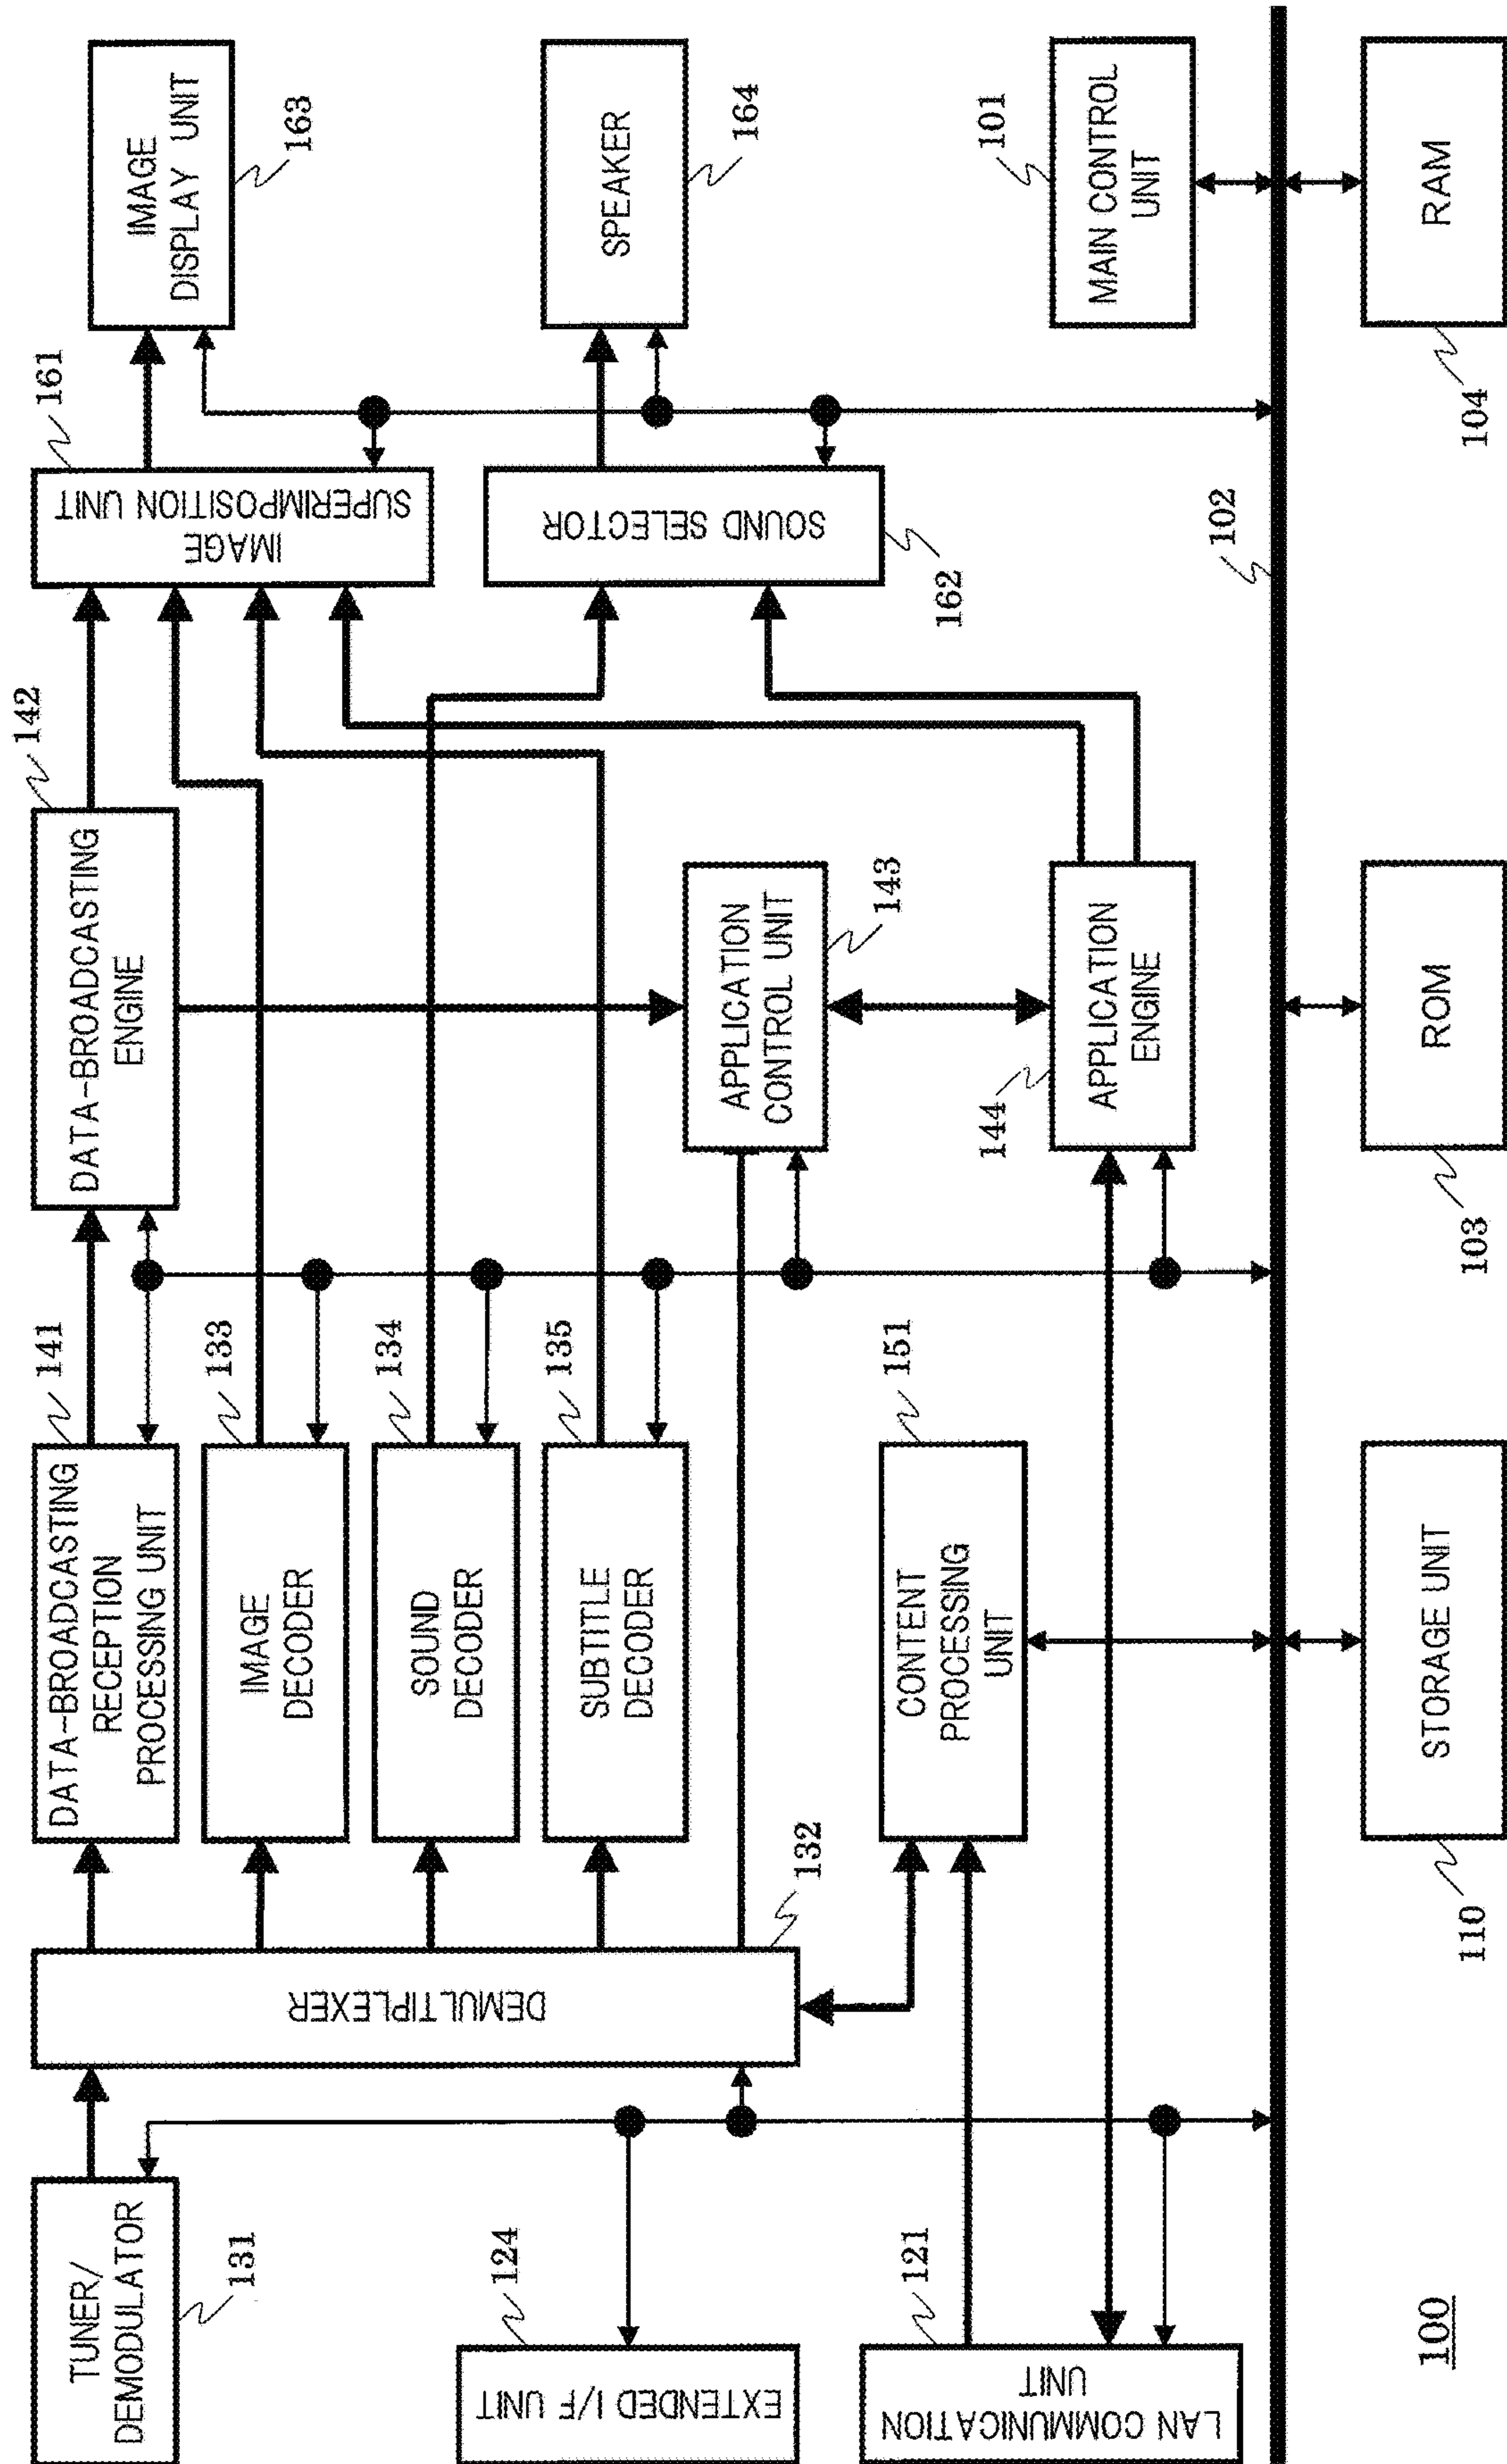 TUNER/
DEMODULATOR
131
DEMULTIPLEXER
132
DATA-BROADCASTING
RECEPTION
PROCESSING UNIT
141
DATA-BROADCASTING
ENGINE
142
IMAGE
SUPERIMPOSITION UNIT
161
IMAGE
DISPLAY UNIT
163
IMAGE
DECODER
133
SOUND
DECODER
134
SUBTITLE
DECODER
135
SOUND SELECTOR
162
SPEAKER
164
EXTENDED I/F UNIT
124
APPLICATION
CONTROL UNIT
143
LAN COMMUNICATION
UNIT
121
CONTENT
PROCESSING
UNIT
151
APPLICATION
ENGINE
144
MAIN CONTROL
UNIT
101
102
STORAGE UNIT
110
ROM
103
RAM
104
100